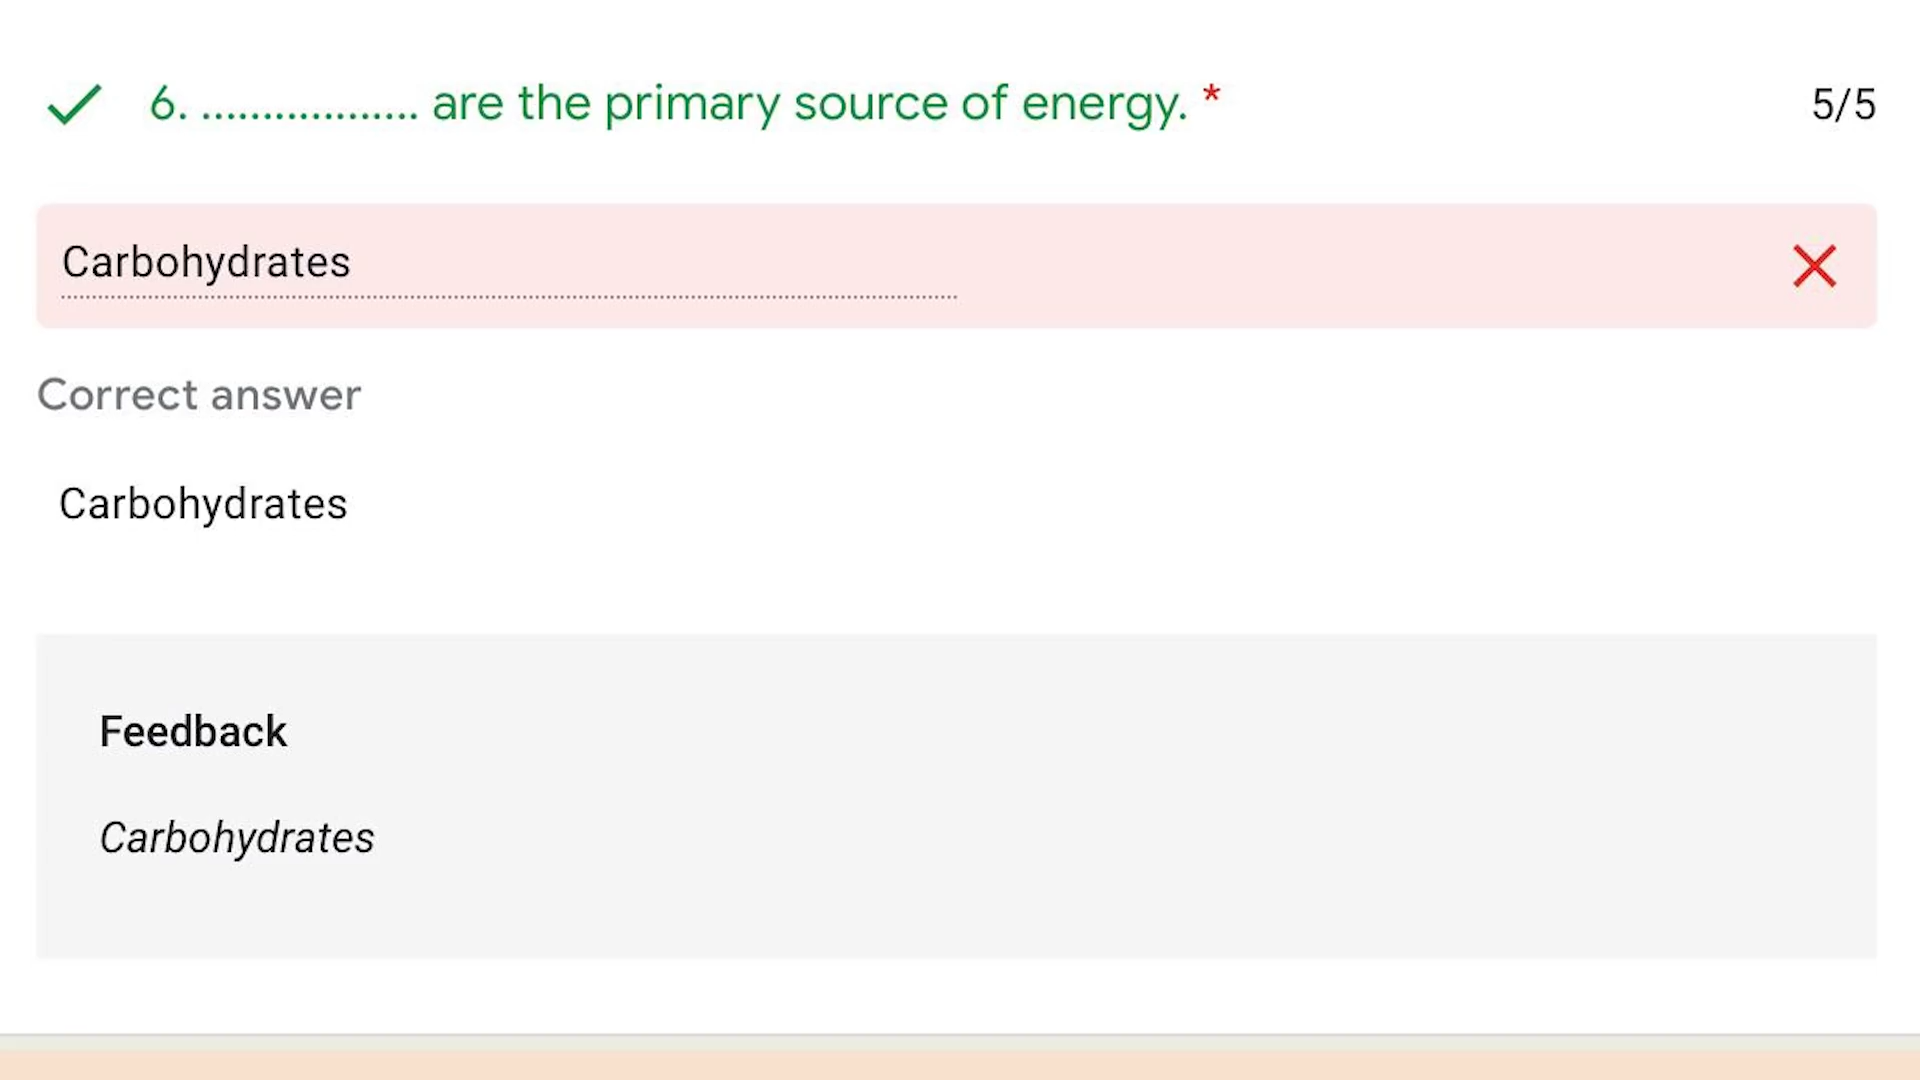 6. .................. are the primary source of energy. * 5/5
Carbohydrates
Correct answer
Carbohydrates
Feedback
Carbohydrates